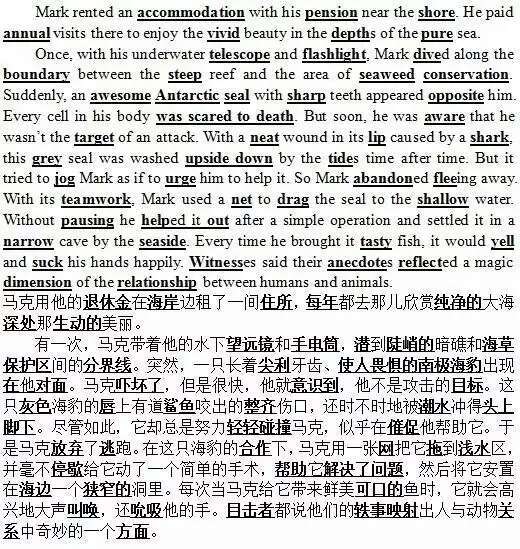 Mark rented an accommodation with his pension near the shore. He paid
annual visits there to enjoy the vivid beauty in the depths of the pure sea.
Once, with his underwater telescope and flashlight, Mark dived along the
boundary between the steep reef and the area of seaweed conservation.
Suddenly, an awesome Antarctic seal with sharp teeth appeared opposite him.
Every cell in his body was scared to death. But soon, he was aware that he
wasn't the target of an attack. With a neat wound in its lip caused by a shark,
this grey seal was washed upside down by the tides time after time. But it
tried to jog Mark as if to urge him to help it. So Mark abandoned fleeing away.
With its teamwork, Mark used a net to drag the seal to the shallow water.
Without pausing he helped it out after a simple operation and settled it in a
narrow cave by the seaside. Every time he brought it tasty fish, it would yell
and suck his hands happily. Witnesses said their anecdotes reflected a magic
dimension of the relationship between humans and animals.
马克用他的退休金在海岸边租了一间住所，每年都去那儿欣赏纯净的大海
深处那生动的美丽。
有一次，马克带着他的水下望远镜和手电筒，潜到陡峭的暗礁和海草
保护区间的分界线。突然，一只长着尖利牙齿、使人畏惧的南极海豹出现
在他对面。马克吓坏了，但是很快，他就意识到，他不是攻击的目标。这
只灰色海豹的唇上有道鲨鱼咬出的整齐伤口，还时不时地被潮水冲得头上
脚下。尽管如此，它却总是努力轻轻碰撞马克，似乎在催促他帮助它。于
是马克放弃了逃跑。在这只海豹的合作下，马克用一张网把它拖到浅水区，
并毫不停歇给它动了一个简单的手术，帮助它解决了问题，然后将它安置
在海边一个狭窄的洞里。每次当马克给它带来鲜美可口的鱼时，它就会高
兴地大声叫唤，还吮吸他的手。目击者都说他们的轶事映射出人与动物关
系中奇妙的一个方面。